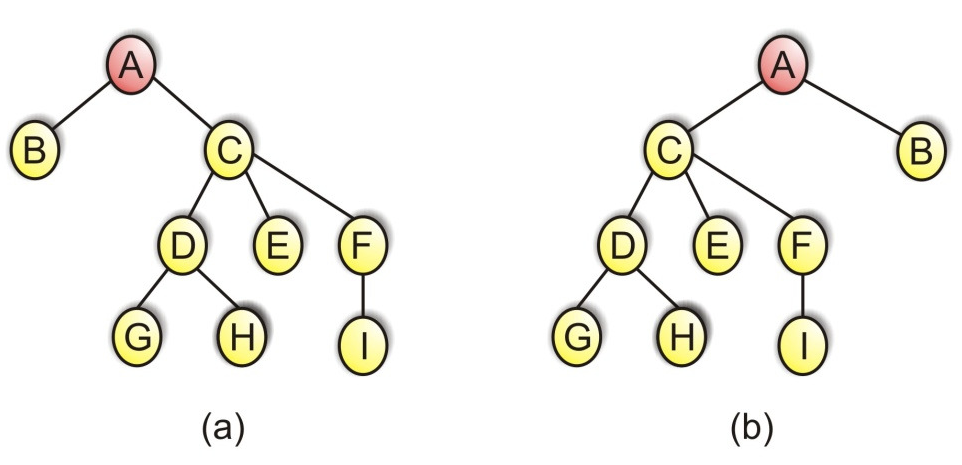 A A
B C C B
D E F D E F
G H I G H I
(a) (b)